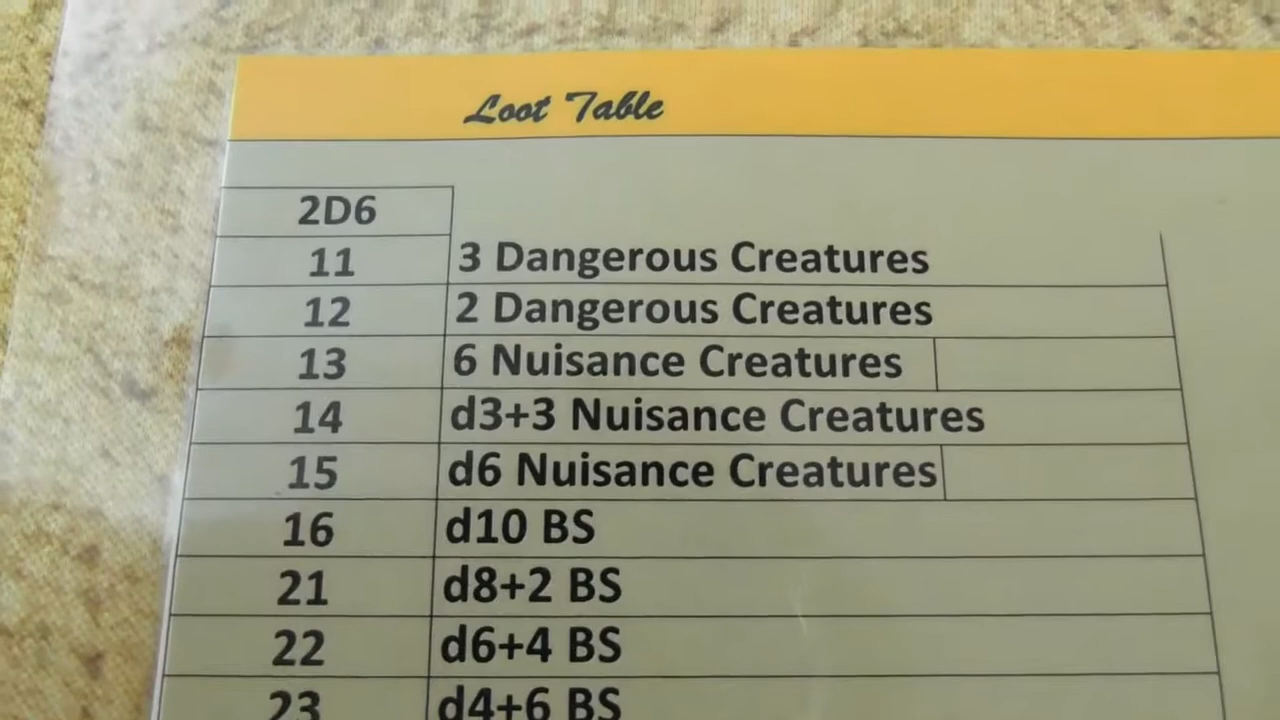 Loot Table
2D6
11 3 Dangerous Creatures
12 2 Dangerous Creatures
13 6 Nuisance Creatures
14 d3+3 Nuisance Creatures
15 d6 Nuisance Creatures
16 d10 BS
21 d8+2 BS
22 d6+4 BS
23 d4+6 BS